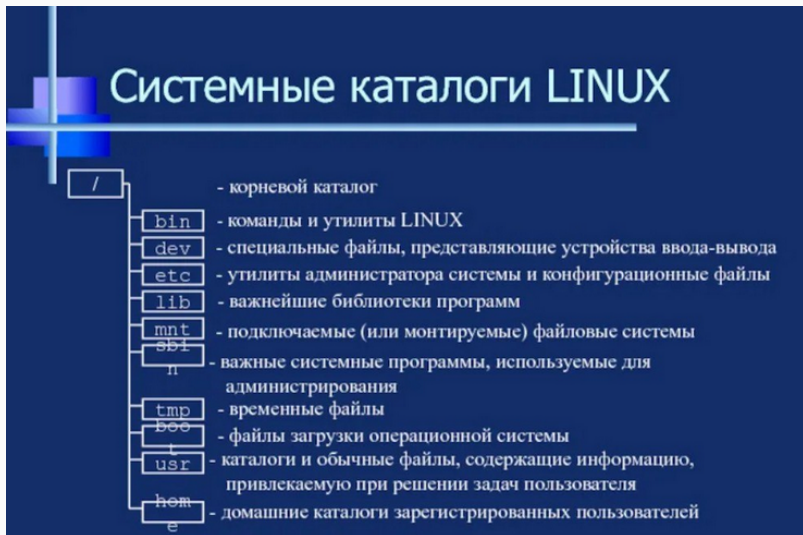 Системные каталоги LINUX
/ - корневой каталог
bin - команды и утилиты LINUX
dev - специальные файлы, представляющие устройства ввода-вывода
etc - утилиты администратора системы и конфигурационные файлы
lib - важнейшие библиотеки программ
mnt - подключаемые (или монтируемые) файловые системы
sbin - важные системные программы, используемые для
администрирования
tmp - временные файлы
boot - файлы загрузки операционной системы
usr - каталоги и обычные файлы, содержащие информацию,
привлекаемую при решении задач пользователя
home - домашние каталоги зарегистрированных пользователей